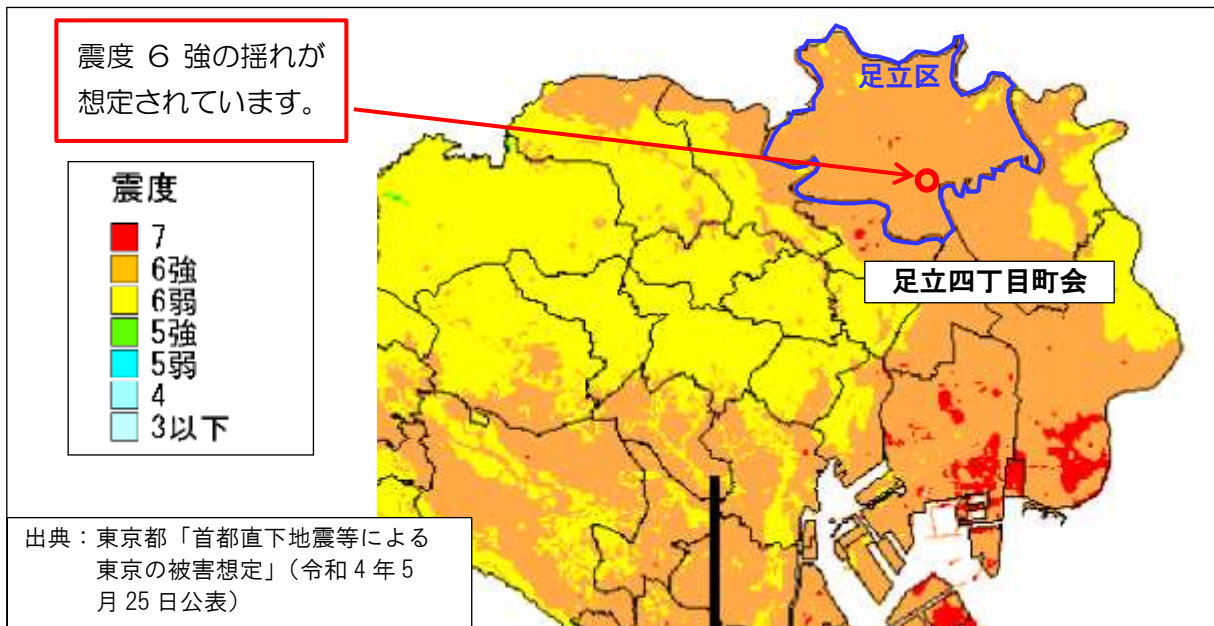 震度 6 強の揺れが
想定されています。
足立区
震度
7
6強
6弱
5強
5弱
4
3以下
足立四丁目町会
出典：東京都「首都直下地震等による
東京の被害想定」（令和4年5
月25日公表）